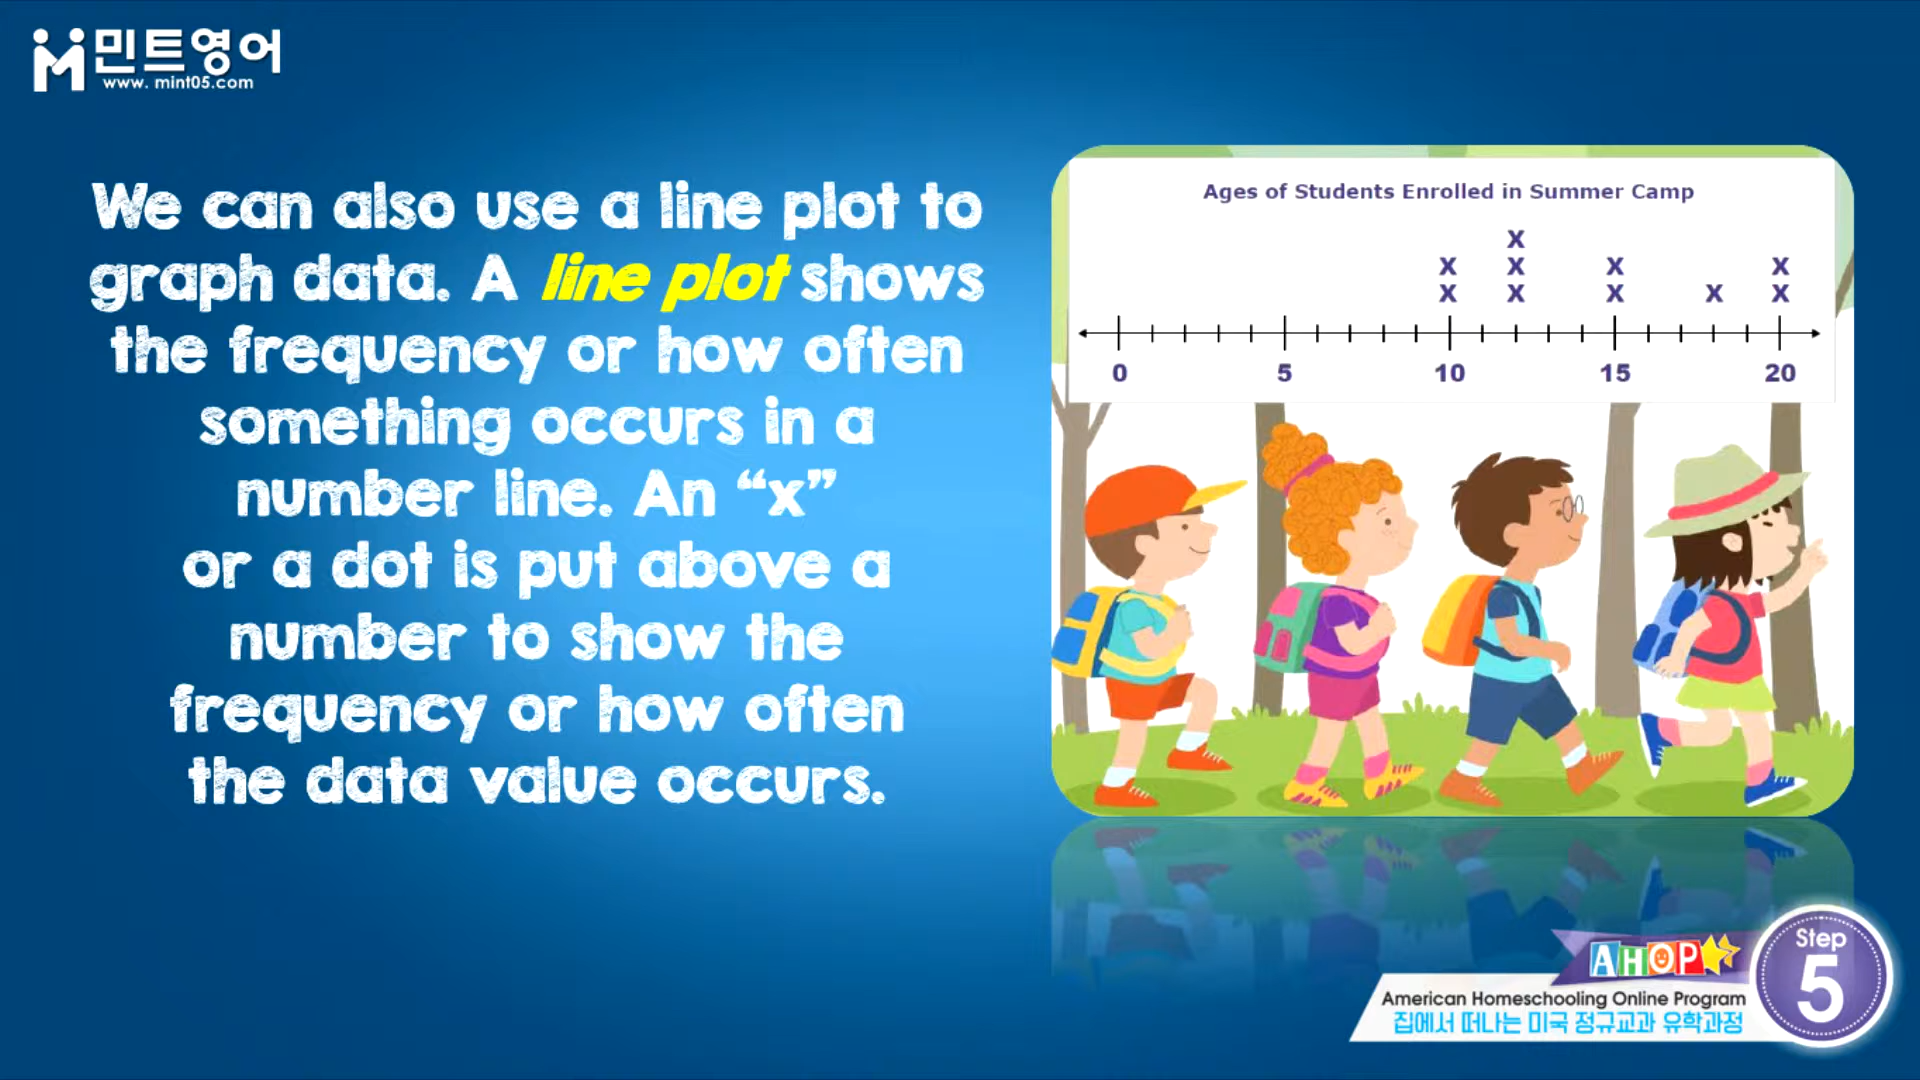 민트영어
www. mint05.com
We can also use a line plot to
graph data. A line plot shows
the frequency or how often
something occurs in a
number line. An “x”
or a dot is put above a
number to show the
frequency or how often
the data value occurs.
Ages of Students Enrolled in Summer Camp
X
X X X X
X X X X X
0 5 10 15 20
AHOP
Step
5
American Homeschooling Online Program
집에서 떠나는 미국 정규교과 유학과정